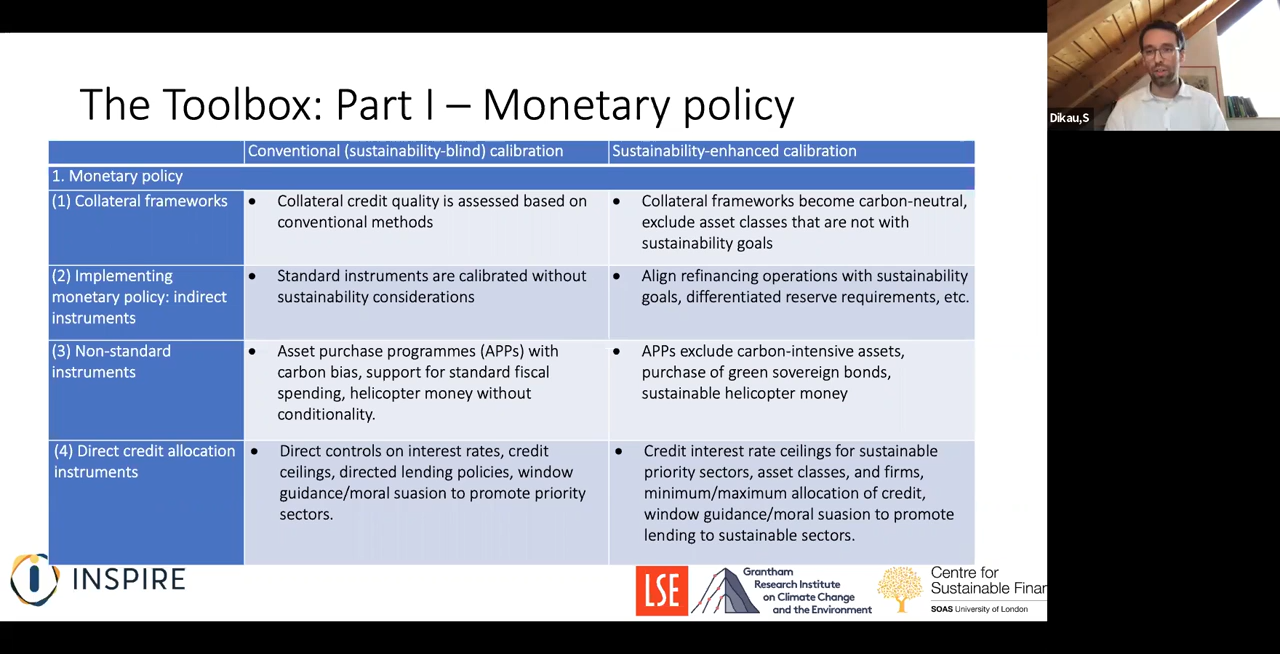 The Toolbox: Part I – Monetary policy
Dikau,S
Conventional (sustainability-blind) calibration
Sustainability-enhanced calibration
1. Monetary policy
(1) Collateral frameworks
• Collateral credit quality is assessed based on
conventional methods
• Collateral frameworks become carbon-neutral,
exclude asset classes that are not with
sustainability goals
(2) Implementing
monetary policy: indirect
instruments
• Standard instruments are calibrated without
sustainability considerations
• Align refinancing operations with sustainability
goals, differentiated reserve requirements, etc.
(3) Non-standard
instruments
• Asset purchase programmes (APPs) with
carbon bias, support for standard fiscal
spending, helicopter money without
conditionality.
• APPs exclude carbon-intensive assets,
purchase of green sovereign bonds,
sustainable helicopter money
(4) Direct credit allocation
instruments
• Direct controls on interest rates, credit
ceilings, directed lending policies, window
guidance/moral suasion to promote priority
sectors.
• Credit interest rate ceilings for sustainable
priority sectors, asset classes, and firms,
minimum/maximum allocation of credit,
window guidance/moral suasion to promote
lending to sustainable sectors.
INSPIRE
LSE
Grantham
Research Institute
on Climate Change
and the Environment
Centre for
Sustainable Finan
SOAS University of London